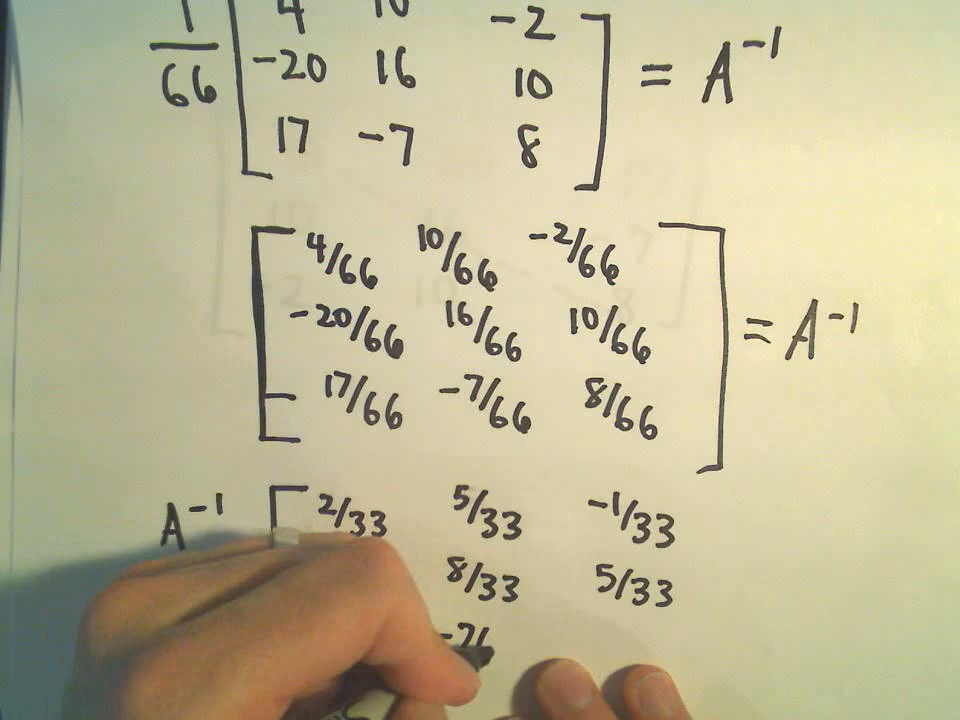 1/66 [ 4 10 -2
-20 16 10
17 -7 8 ] = A^-1
[ 4/66 10/66 -2/66
-20/66 16/66 10/66
17/66 -7/66 8/66 ] = A^-1
A^-1 [ 2/33 5/33 -1/33
8/33 5/33